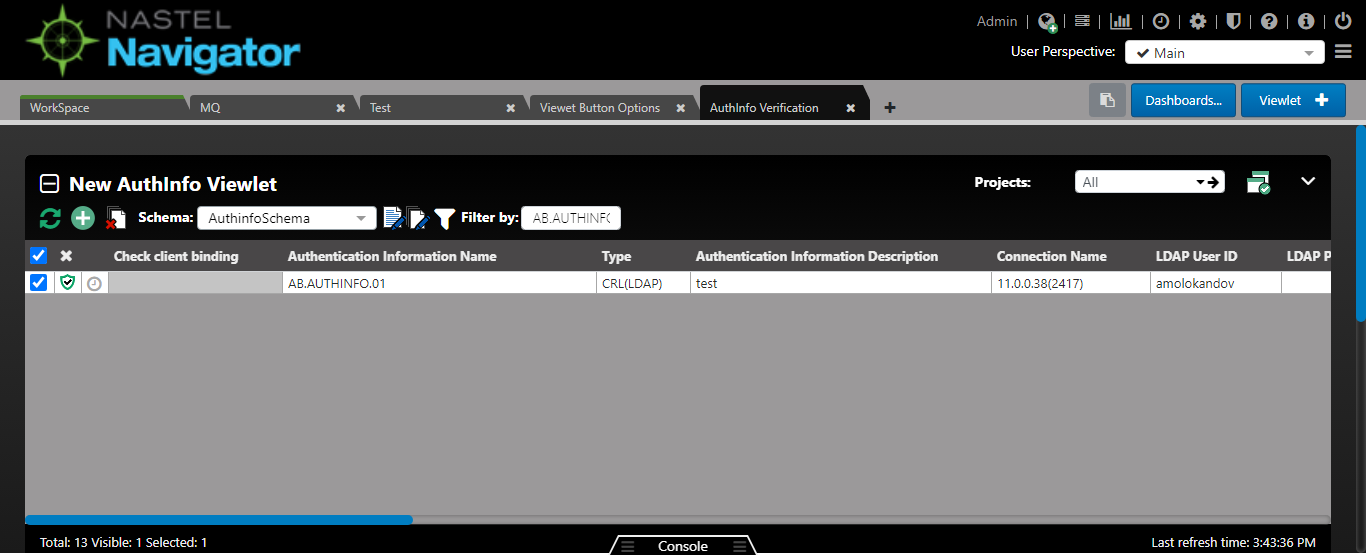 NASTEL
Navigator
Admin
User Perspective: Main
WorkSpace
MQ
Test
Viewet Button Options
AuthInfo Verification
Dashboards...
Viewlet
New AuthInfo Viewlet
Projects: All
Schema: AuthinfoSchema
Filter by: AB.AUTHINFO
Check client binding Authentication Information Name Type Authentication Information Description Connection Name LDAP User ID LDAP P
AB.AUTHINFO.01 CRL(LDAP) test 11.0.0.38(2417) amolokandov
Total: 13 Visible: 1 Selected: 1
Console
Last refresh time: 3:43:36 PM